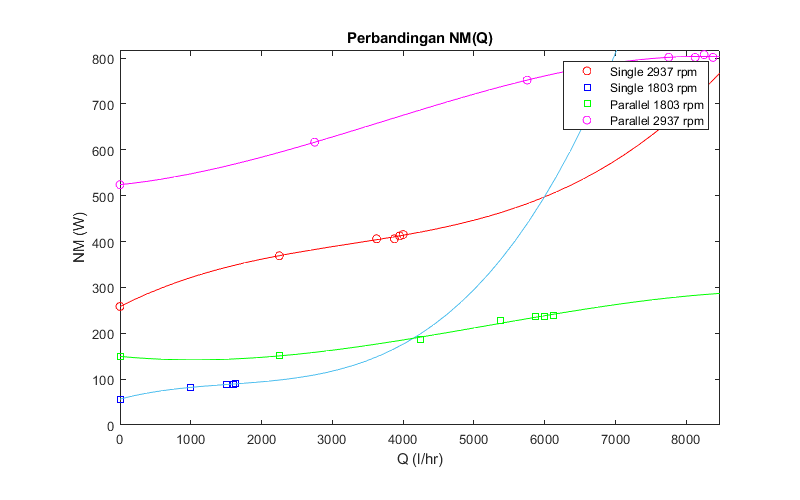 Perbandingan NM(Q)
Single 2937 rpm
Single 1803 rpm
Parallel 1803 rpm
Parallel 2937 rpm
800
700
600
500
400
300
200
100
0
NM (W)
0 1000 2000 3000 4000 5000 6000 7000 8000
Q (l/hr)